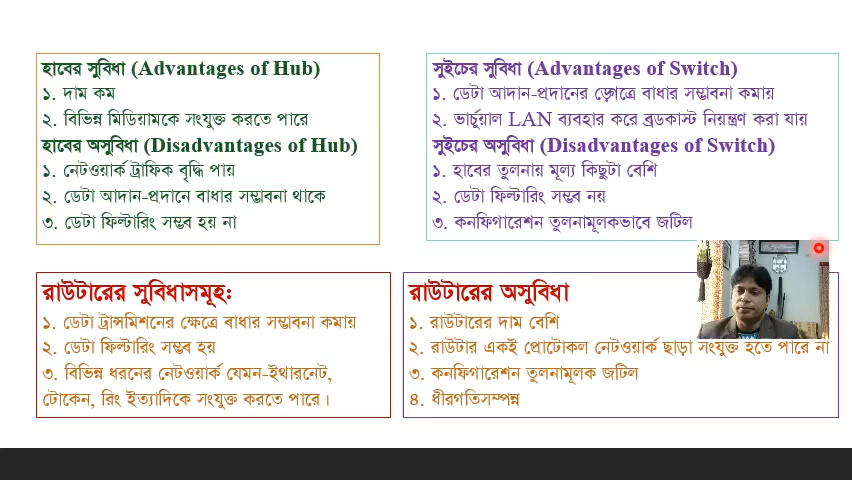 হাবের সুবিধা (Advantages of Hub)
১. দাম কম
২. বিভিন্ন মিডিয়ামকে সংযুক্ত করতে পারে
হাবের অসুবিধা (Disadvantages of Hub)
১. নেটওয়ার্ক ট্রাফিক বৃদ্ধি পায়
২. ডেটা আদান-প্রদানে বাধার সম্ভাবনা থাকে
৩. ডেটা ফিল্টারিং সম্ভব হয় না
সুইচের সুবিধা (Advantages of Switch)
১. ডেটা আদান-প্রদানের ক্ষেত্রে বাধার সম্ভাবনা কমায়
২. ভার্চুয়াল LAN ব্যবহার করে ব্রডকাস্ট নিয়ন্ত্রণ করা যায়
সুইচের অসুবিধা (Disadvantages of Switch)
১. হাবের তুলনায় মূল্য কিছুটা বেশি
২. ডেটা ফিল্টারিং সম্ভব নয়
৩. কনফিগারেশন তুলনামূলকভাবে জটিল
রাউটারের সুবিধাসমূহ:
১. ডেটা ট্রান্সমিশনের ক্ষেত্রে বাধার সম্ভাবনা কমায়
২. ডেটা ফিল্টারিং সম্ভব হয়
৩. বিভিন্ন ধরনের নেটওয়ার্ক যেমন-ইথারনেট,
টোকেন, রিং ইত্যাদিকে সংযুক্ত করতে পারে।
রাউটারের অসুবিধা
১. রাউটারের দাম বেশি
২. রাউটার একই প্রোটোকল নেটওয়ার্ক ছাড়া সংযুক্ত হতে পারে না
৩. কনফিগারেশন তুলনামূলক জটিল
৪. ধীরগতিসম্পন্ন